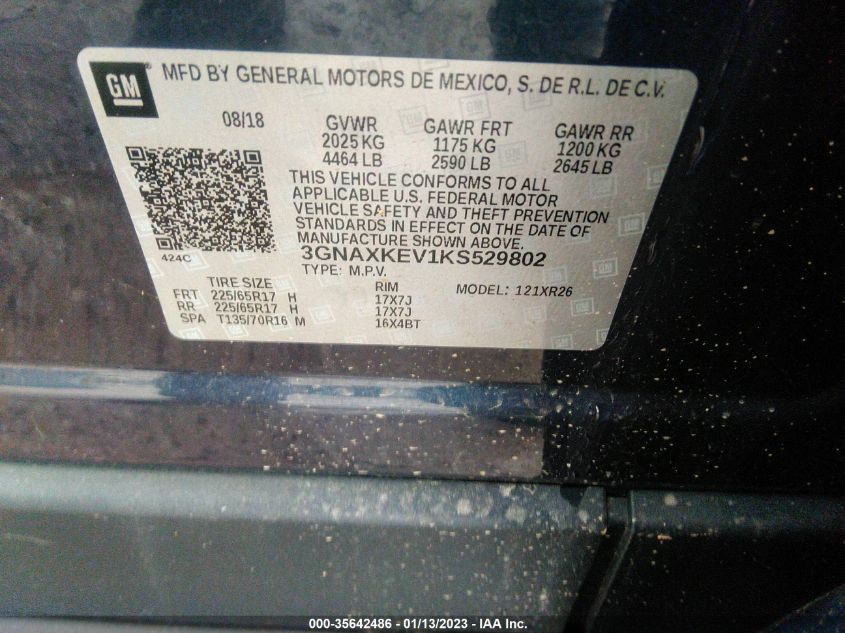 GM
MFD BY GENERAL MOTORS DE MEXICO, S. DE R.L. DE C.V.
08/18 GVWR GAWR FRT GAWR RR
2025 KG 1175 KG 1200 KG
4464 LB 2590 LB 2645 LB
THIS VEHICLE CONFORMS TO ALL
APPLICABLE U.S. FEDERAL MOTOR
VEHICLE SAFETY AND THEFT PREVENTION
STANDARDS IN EFFECT ON THE DATE OF
MANUFACTURE SHOWN ABOVE.
424C
3GNAXKEV1KS529802
TYPE: M.P.V.
TIRE SIZE RIM MODEL: 121XR26
FRT 225/65R17 H 17X7J
RR 225/65R17 H 17X7J
SPA T135/70R16 M 16X4BT
000-35642486 - 01/13/2023 - IAA Inc.